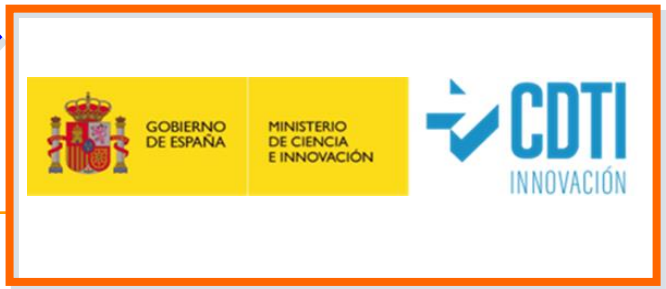 GOBIERNO
DE ESPAÑA
MINISTERIO
DE CIENCIA
E INNOVACIÓN
CDTI
INNOVACIÓN